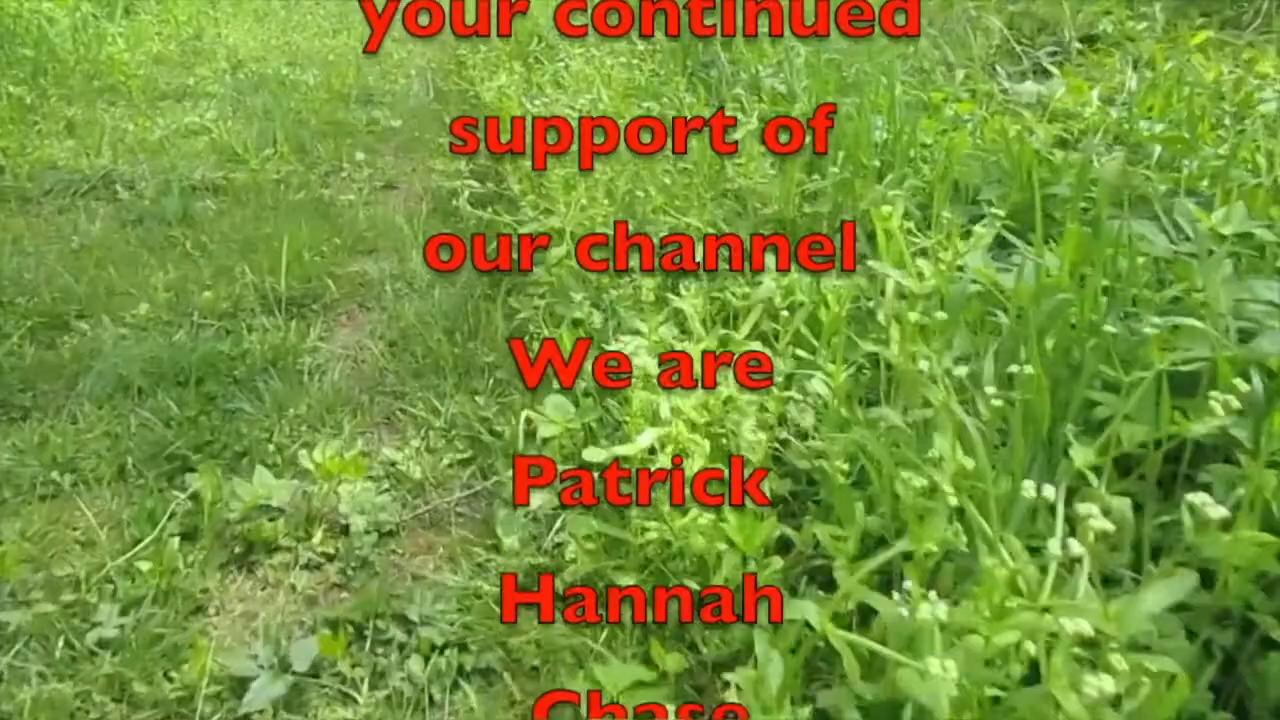 your continued
support of
our channel
We are
Patrick
Hannah
Chase